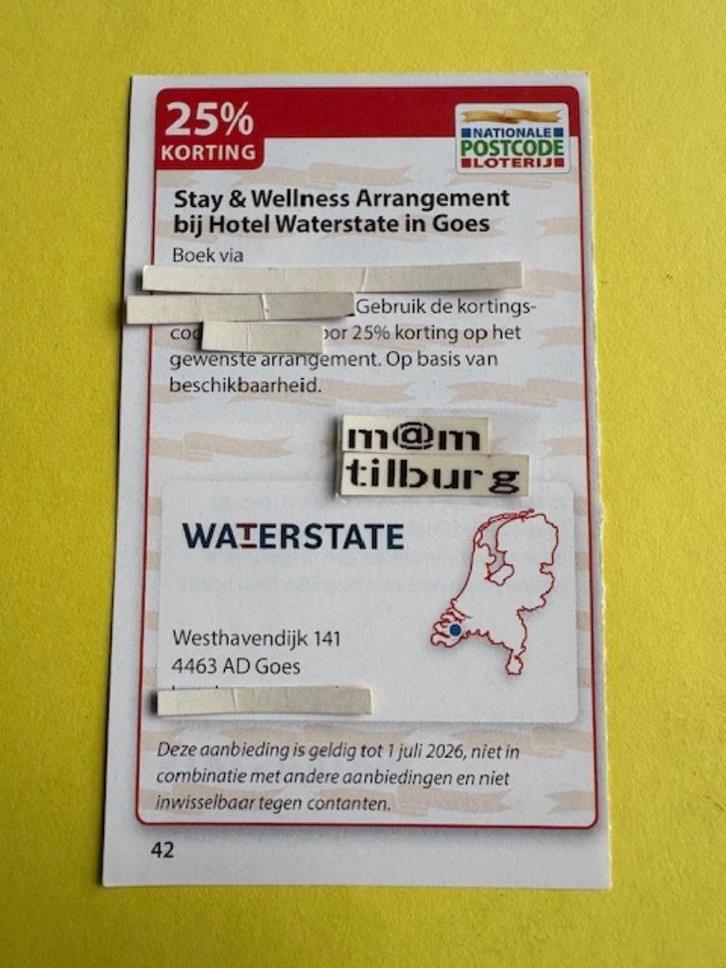 25%
KORTING
NATIONALE
POSTCODE
LOTERIJ
Stay & Wellness Arrangement
bij Hotel Waterstate in Goes
Boek via
Gebruik de kortings-
25% korting op het
gewenste arrangement. Op basis van
beschikbaarheid.
m@m
tilburg
WATERSTATE
Westhavendijk 141
4463 AD Goes
Deze aanbieding is geldig tot 1 juli 2026, niet in
combinatie met andere aanbiedingen en niet
inwisselbaar tegen contanten.
42